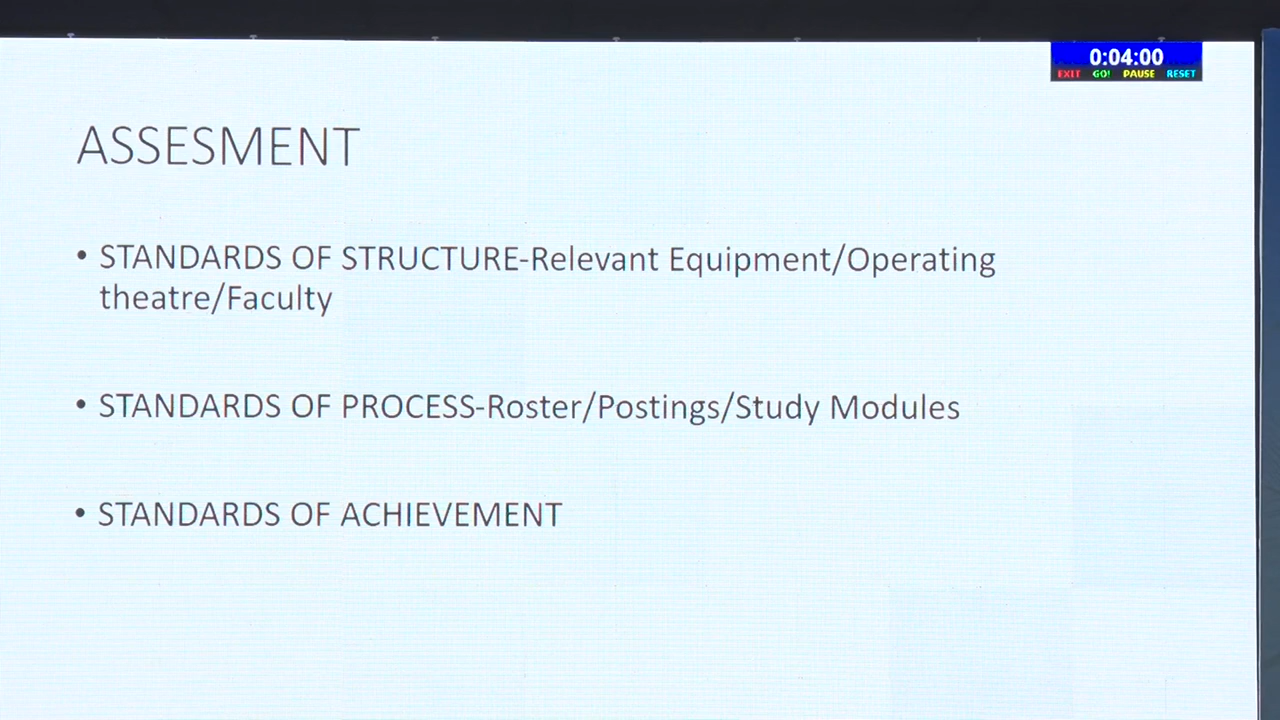 0:04:00
EXIT GO! PAUSE RESET
ASSESMENT
• STANDARDS OF STRUCTURE-Relevant Equipment/Operating
theatre/Faculty
• STANDARDS OF PROCESS-Roster/Postings/Study Modules
• STANDARDS OF ACHIEVEMENT